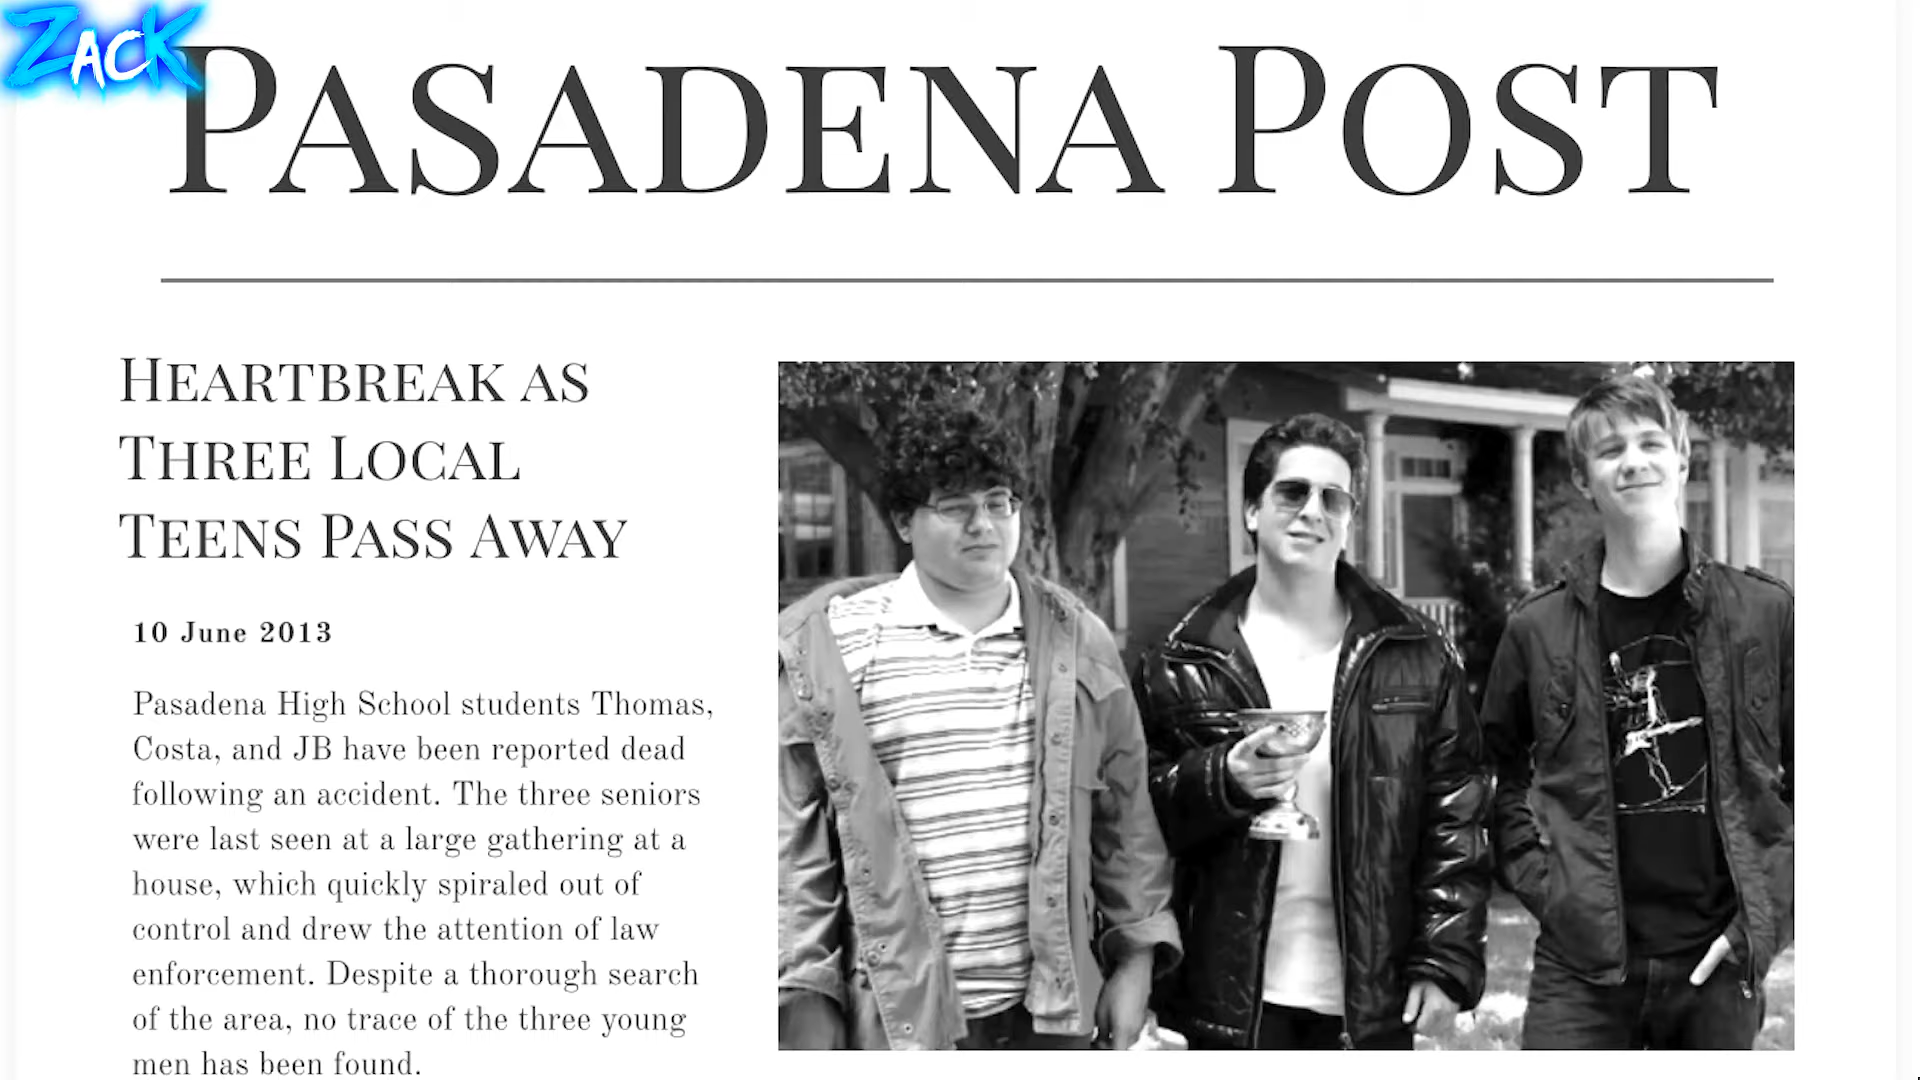 ZACK
PASADENA POST
HEARTBREAK AS
THREE LOCAL
TEENS PASS AWAY
10 June 2013
Pasadena High School students Thomas,
Costa, and JB have been reported dead
following an accident. The three seniors
were last seen at a large gathering at a
house, which quickly spiraled out of
control and drew the attention of law
enforcement. Despite a thorough search
of the area, no trace of the three young
men has been found.